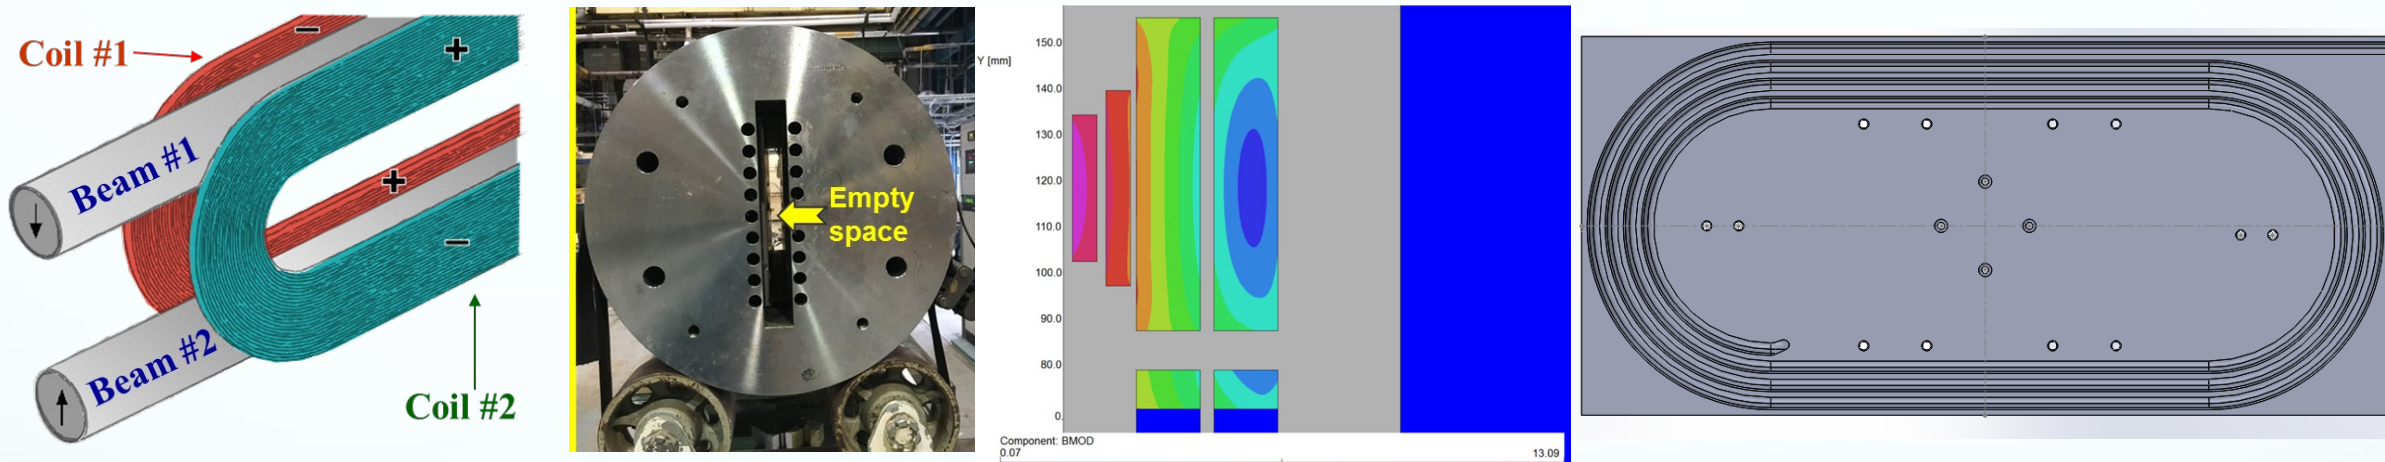 Coil #1
−
+
Beam #1
+
−
Beam #2
Coil #2
Empty
space
Y [mm]
150.0
140.0
130.0
120.0
110.0
100.0
90.0
80.0
0.
Component: BMOD
0.07
13.09